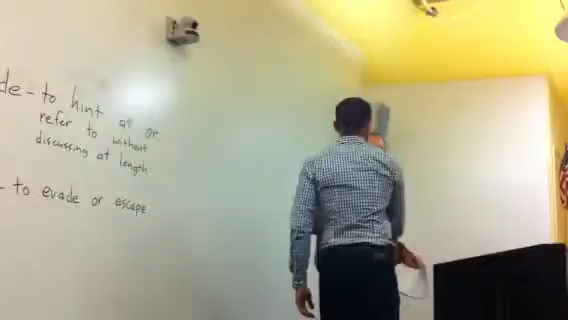 de - to hint at or
refer to without
discussing at length
- to evade or escape